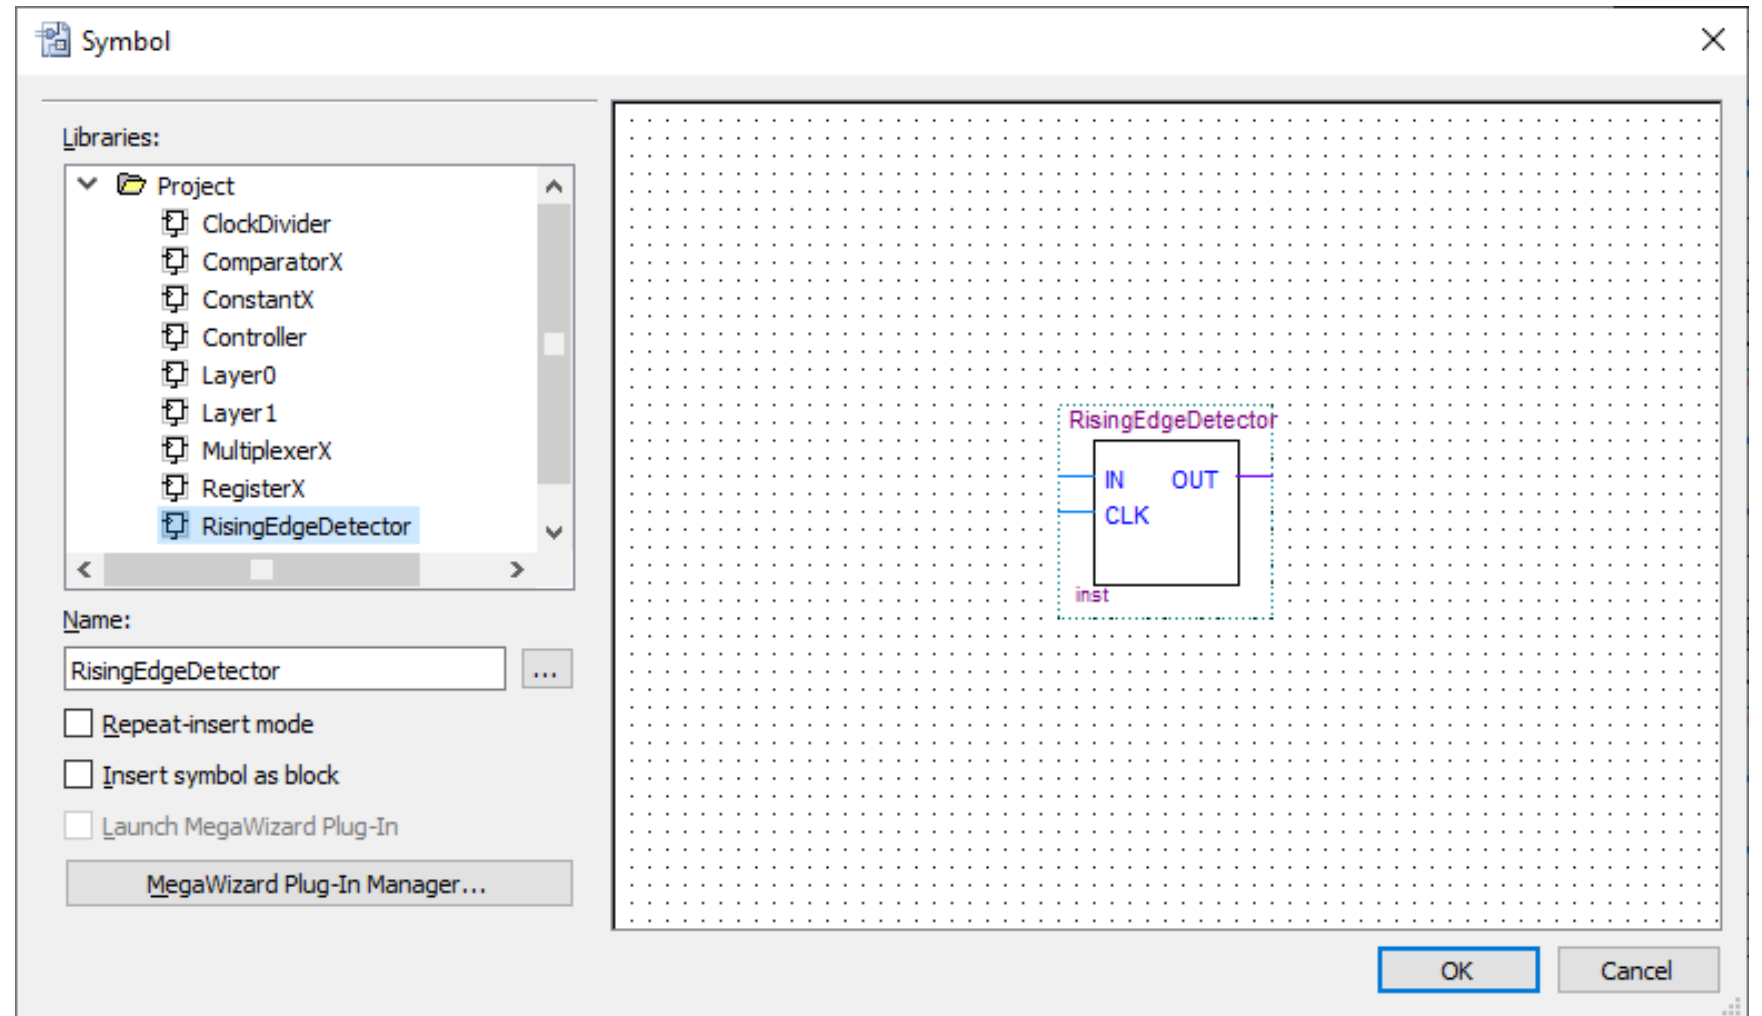 Symbol
Libraries:
Project
ClockDivider
ComparatorX
ConstantX
Controller
Layer0
Layer1
MultiplexerX
RegisterX
RisingEdgeDetector
Name:
RisingEdgeDetector
...
Repeat-insert mode
Insert symbol as block
Launch MegaWizard Plug-In
MegaWizard Plug-In Manager...
RisingEdgeDetector
IN OUT
CLK
inst
OK Cancel